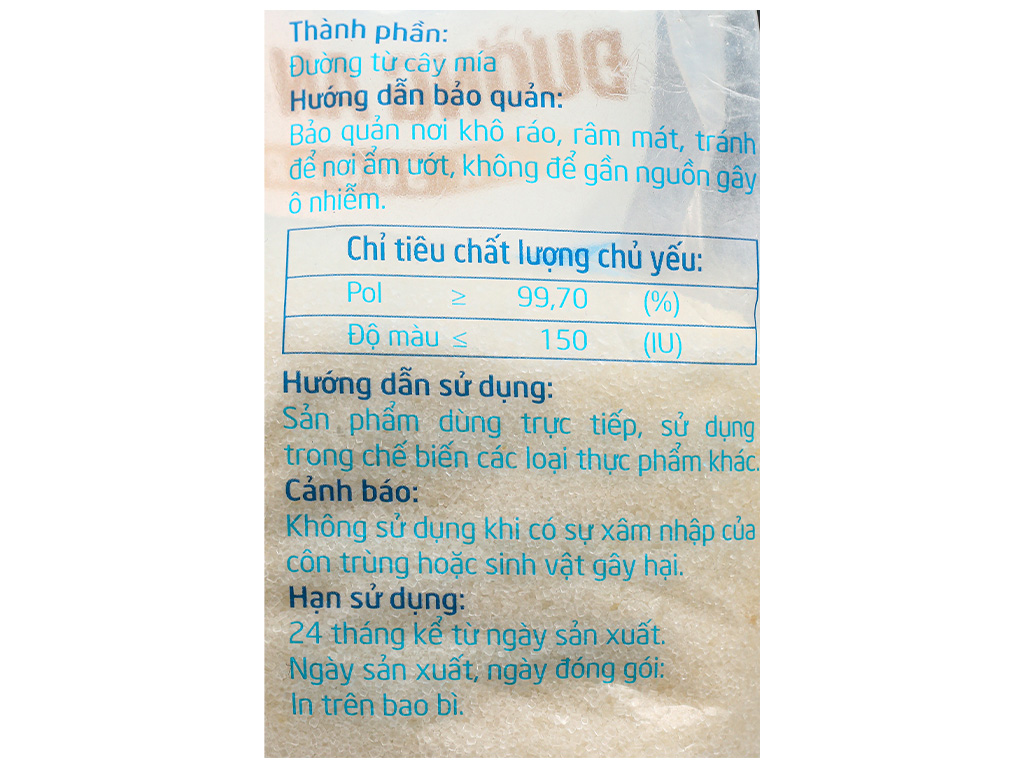 Thành phần:
Đường từ cây mía
Hướng dẫn bảo quản:
Bảo quản nơi khô ráo, râm mát, tránh
để nơi ẩm ướt, không để gần nguồn gây
ô nhiễm.
Chỉ tiêu chất lượng chủ yếu:
Pol ≥ 99,70 (%)
Độ màu ≤ 150 (IU)
Hướng dẫn sử dụng:
Sản phẩm dùng trực tiếp, sử dụng
trong chế biến các loại thực phẩm khác.
Cảnh báo:
Không sử dụng khi có sự xâm nhập của
côn trùng hoặc sinh vật gây hại.
Hạn sử dụng:
24 tháng kể từ ngày sản xuất.
Ngày sản xuất, ngày đóng gói:
In trên bao bì.